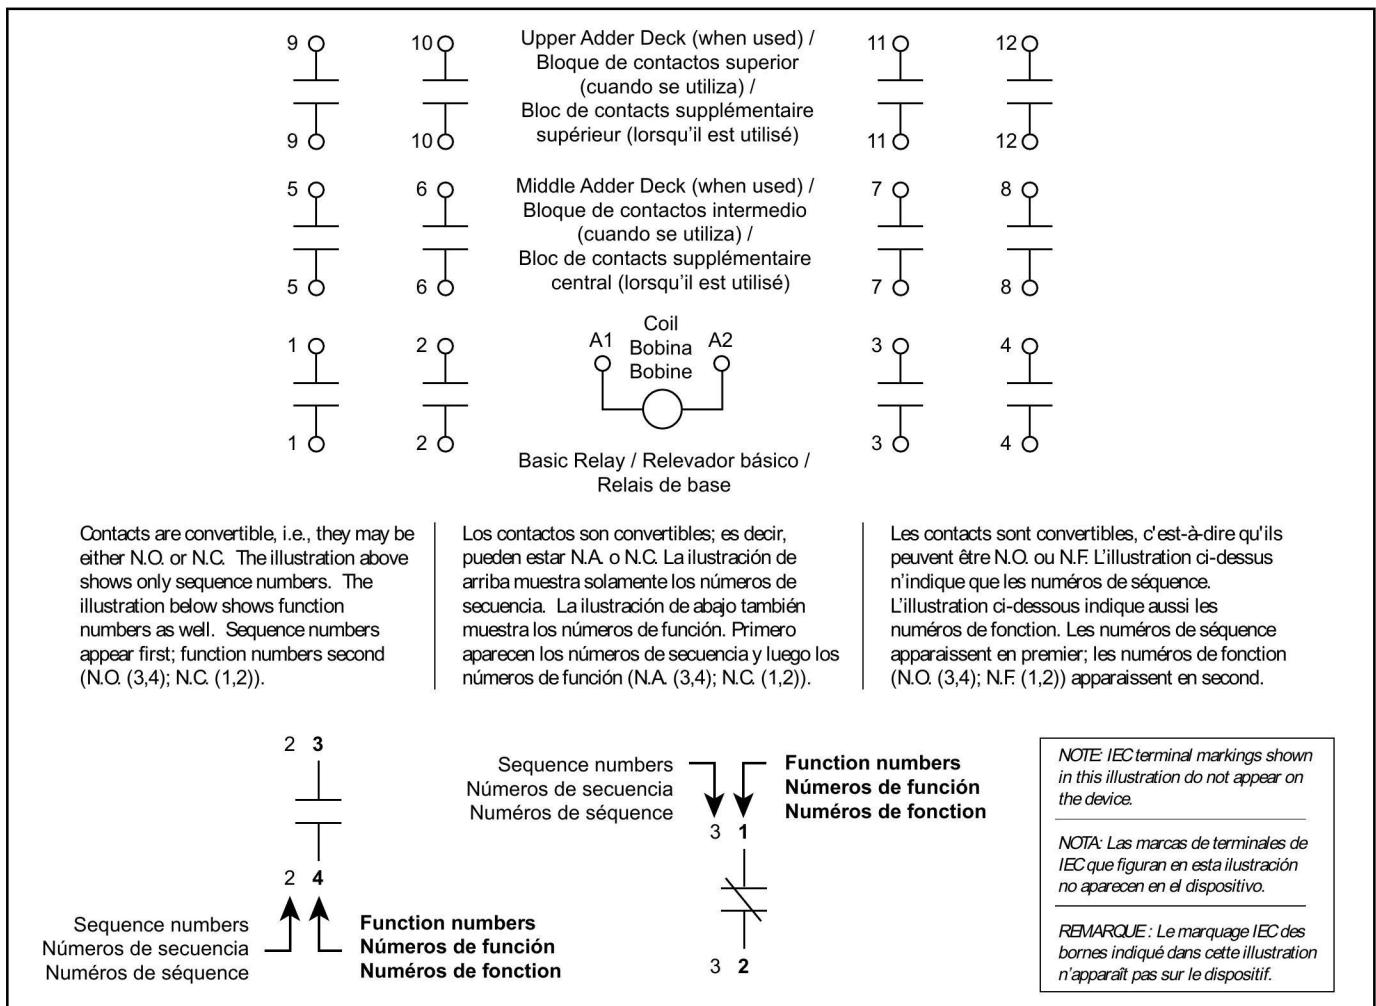 9
10
Upper Adder Deck (when used) /
Bloque de contactos superior
(cuando se utiliza) /
Bloc de contacts supplémentaire
supérieur (lorsqu'il est utilisé)
11
12
9
10
11
12
5
6
Middle Adder Deck (when used) /
Bloque de contactos intermedio
(cuando se utiliza) /
Bloc de contacts supplémentaire
central (lorsqu'il est utilisé)
7
8
5
6
7
8
1
2
A1
Coil
Bobina
Bobine
A2
3
4
1
2
3
4
Basic Relay / Relevador básico /
Relais de base
Contacts are convertible, i.e., they may be
either N.O. or N.C. The illustration above
shows only sequence numbers. The
illustration below shows function
numbers as well. Sequence numbers
appear first; function numbers second
(N.O. (3,4); N.C. (1,2)).
Los contactos son convertibles; es decir,
pueden estar N.A. o N.C. La ilustración de
arriba muestra solamente los números de
secuencia. La ilustración de abajo también
muestra los números de función. Primero
aparecen los números de secuencia y luego los
números de función (N.A. (3,4); N.C. (1,2)).
Les contacts sont convertibles, c'est-à-dire qu'ils
peuvent être N.O. ou N.F. L'illustration ci-dessus
n'indique que les numéros de séquence.
L'illustration ci-dessous indique aussi les
numéros de fonction. Les numéros de séquence
apparaissent en premier; les numéros de fonction
(N.O. (3,4); N.F. (1,2)) apparaissent en second.
2 3
2 4
Sequence numbers
Números de secuencia
Numéros de séquence
Function numbers
Números de función
Numéros de fonction
Sequence numbers
Números de secuencia
Numéros de séquence
Function numbers
Números de función
Numéros de fonction
3 1
3 2
NOTE: IEC terminal markings shown
in this illustration do not appear on
the device.
NOTA: Las marcas de terminales de
IEC que figuran en esta ilustración
no aparecen en el dispositivo.
REMARQUE : Le marquage IEC des
bornes indiqué dans cette illustration
n'apparaît pas sur le dispositif.